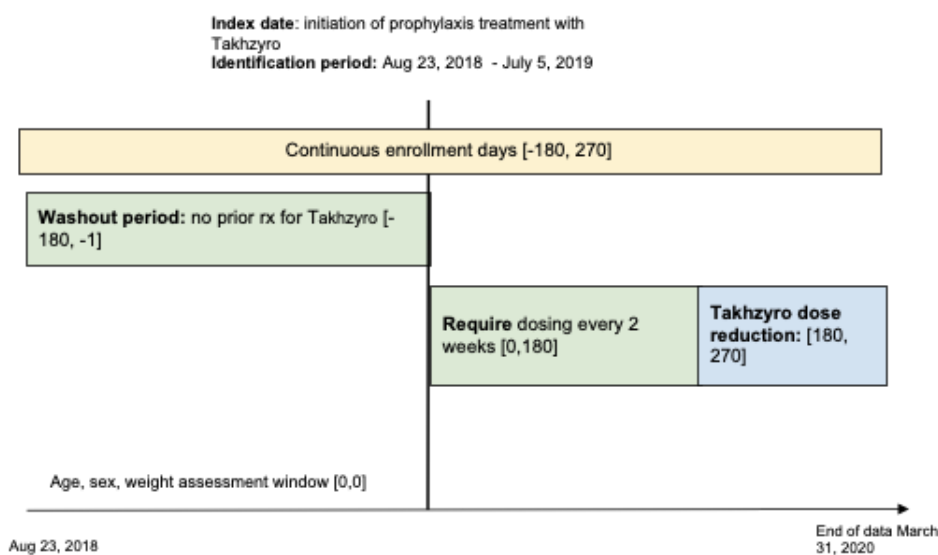 Index date: initiation of prophylaxis treatment with
Takhzyro
Identification period: Aug 23, 2018 - July 5, 2019
Continuous enrollment days [-180, 270]
Washout period: no prior rx for Takhzyro [-
180, -1]
Require dosing every 2
weeks [0,180]
Takhzyro dose
reduction: [180,
270]
Age, sex, weight assessment window [0,0]
Aug 23, 2018
End of data March
31, 2020